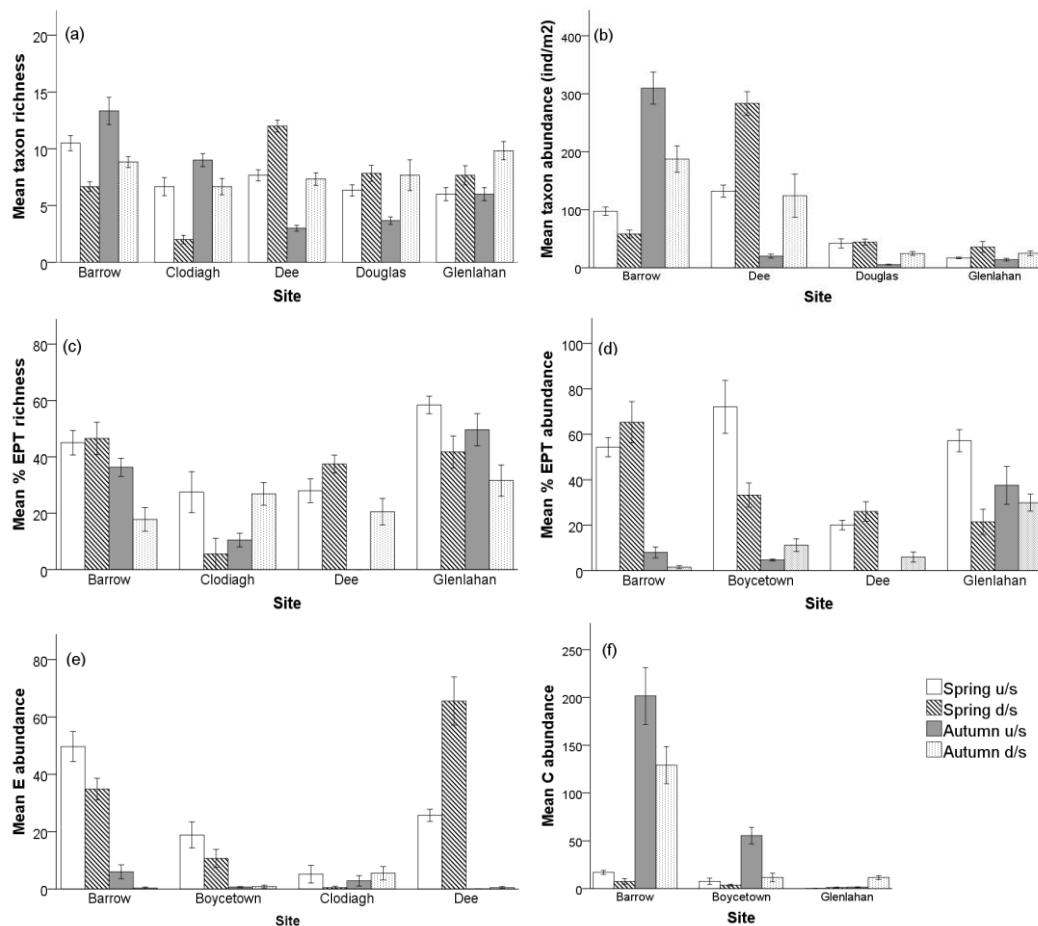 (a)
Mean taxon richness
20
15
10
5
0
Barrow Clodiagh Dee Douglas Glenlahan
Site
(b)
Mean taxon abundance (ind/m2)
400
300
200
100
0
Barrow Dee Douglas Glenlahan
Site
(c)
Mean % EPT richness
80
60
40
20
0
Barrow Clodiagh Dee Glenlahan
Site
(d)
Mean % EPT abundance
100
80
60
40
20
0
Barrow Boycetown Dee Glenlahan
Site
(e)
Mean E abundance
80
60
40
20
0
Barrow Boycetown Clodiagh Dee
Site
(f)
Mean C abundance
250
200
150
100
50
0
Barrow Boycetown Glenlahan
Site
Spring u/s
Spring d/s
Autumn u/s
Autumn d/s